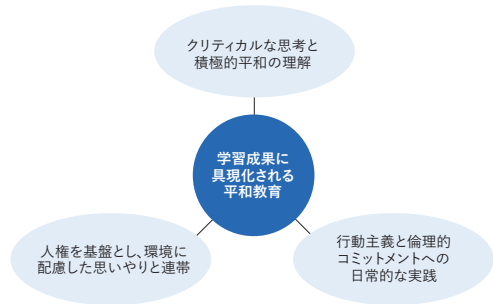 クリティカルな思考と
積極的平和の理解
学習成果に
具現化される
平和教育
人権を基盤とし、環境に
配慮した思いやりと連帯
行動主義と倫理的
コミットメントへの
日常的な実践